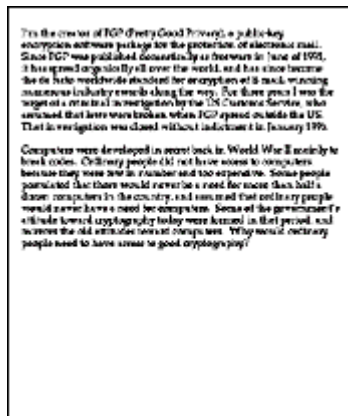 I'm the creator of PGP (Pretty Good Privacy), a public-key
encryption software package for the protection of electronic mail.
Since PGP was published domestically as freeware in June of 1991,
it has spread organically all over the world, and has since become
the de facto worldwide standard for encryption of E-mail, winning
numerous industry awards along the way. For three years I was the
target of a criminal investigation by the US Customs Service, who
assumed that laws were broken when PGP spread outside the US.
That investigation was closed without indictment in January 1996.
Computers were developed in secret back in World War II mainly to
break codes. Ordinary people did not have access to computers
because they were few in number and too expensive. Some people
postulated that there would never be a need for more than half a
dozen computers in the country, and assumed that ordinary people
would never have a need for computers. Some of the government's
attitude toward cryptography today were formed in that period, and
mirrors the old attitudes toward computers. Why would ordinary
people need to have access to good cryptography?